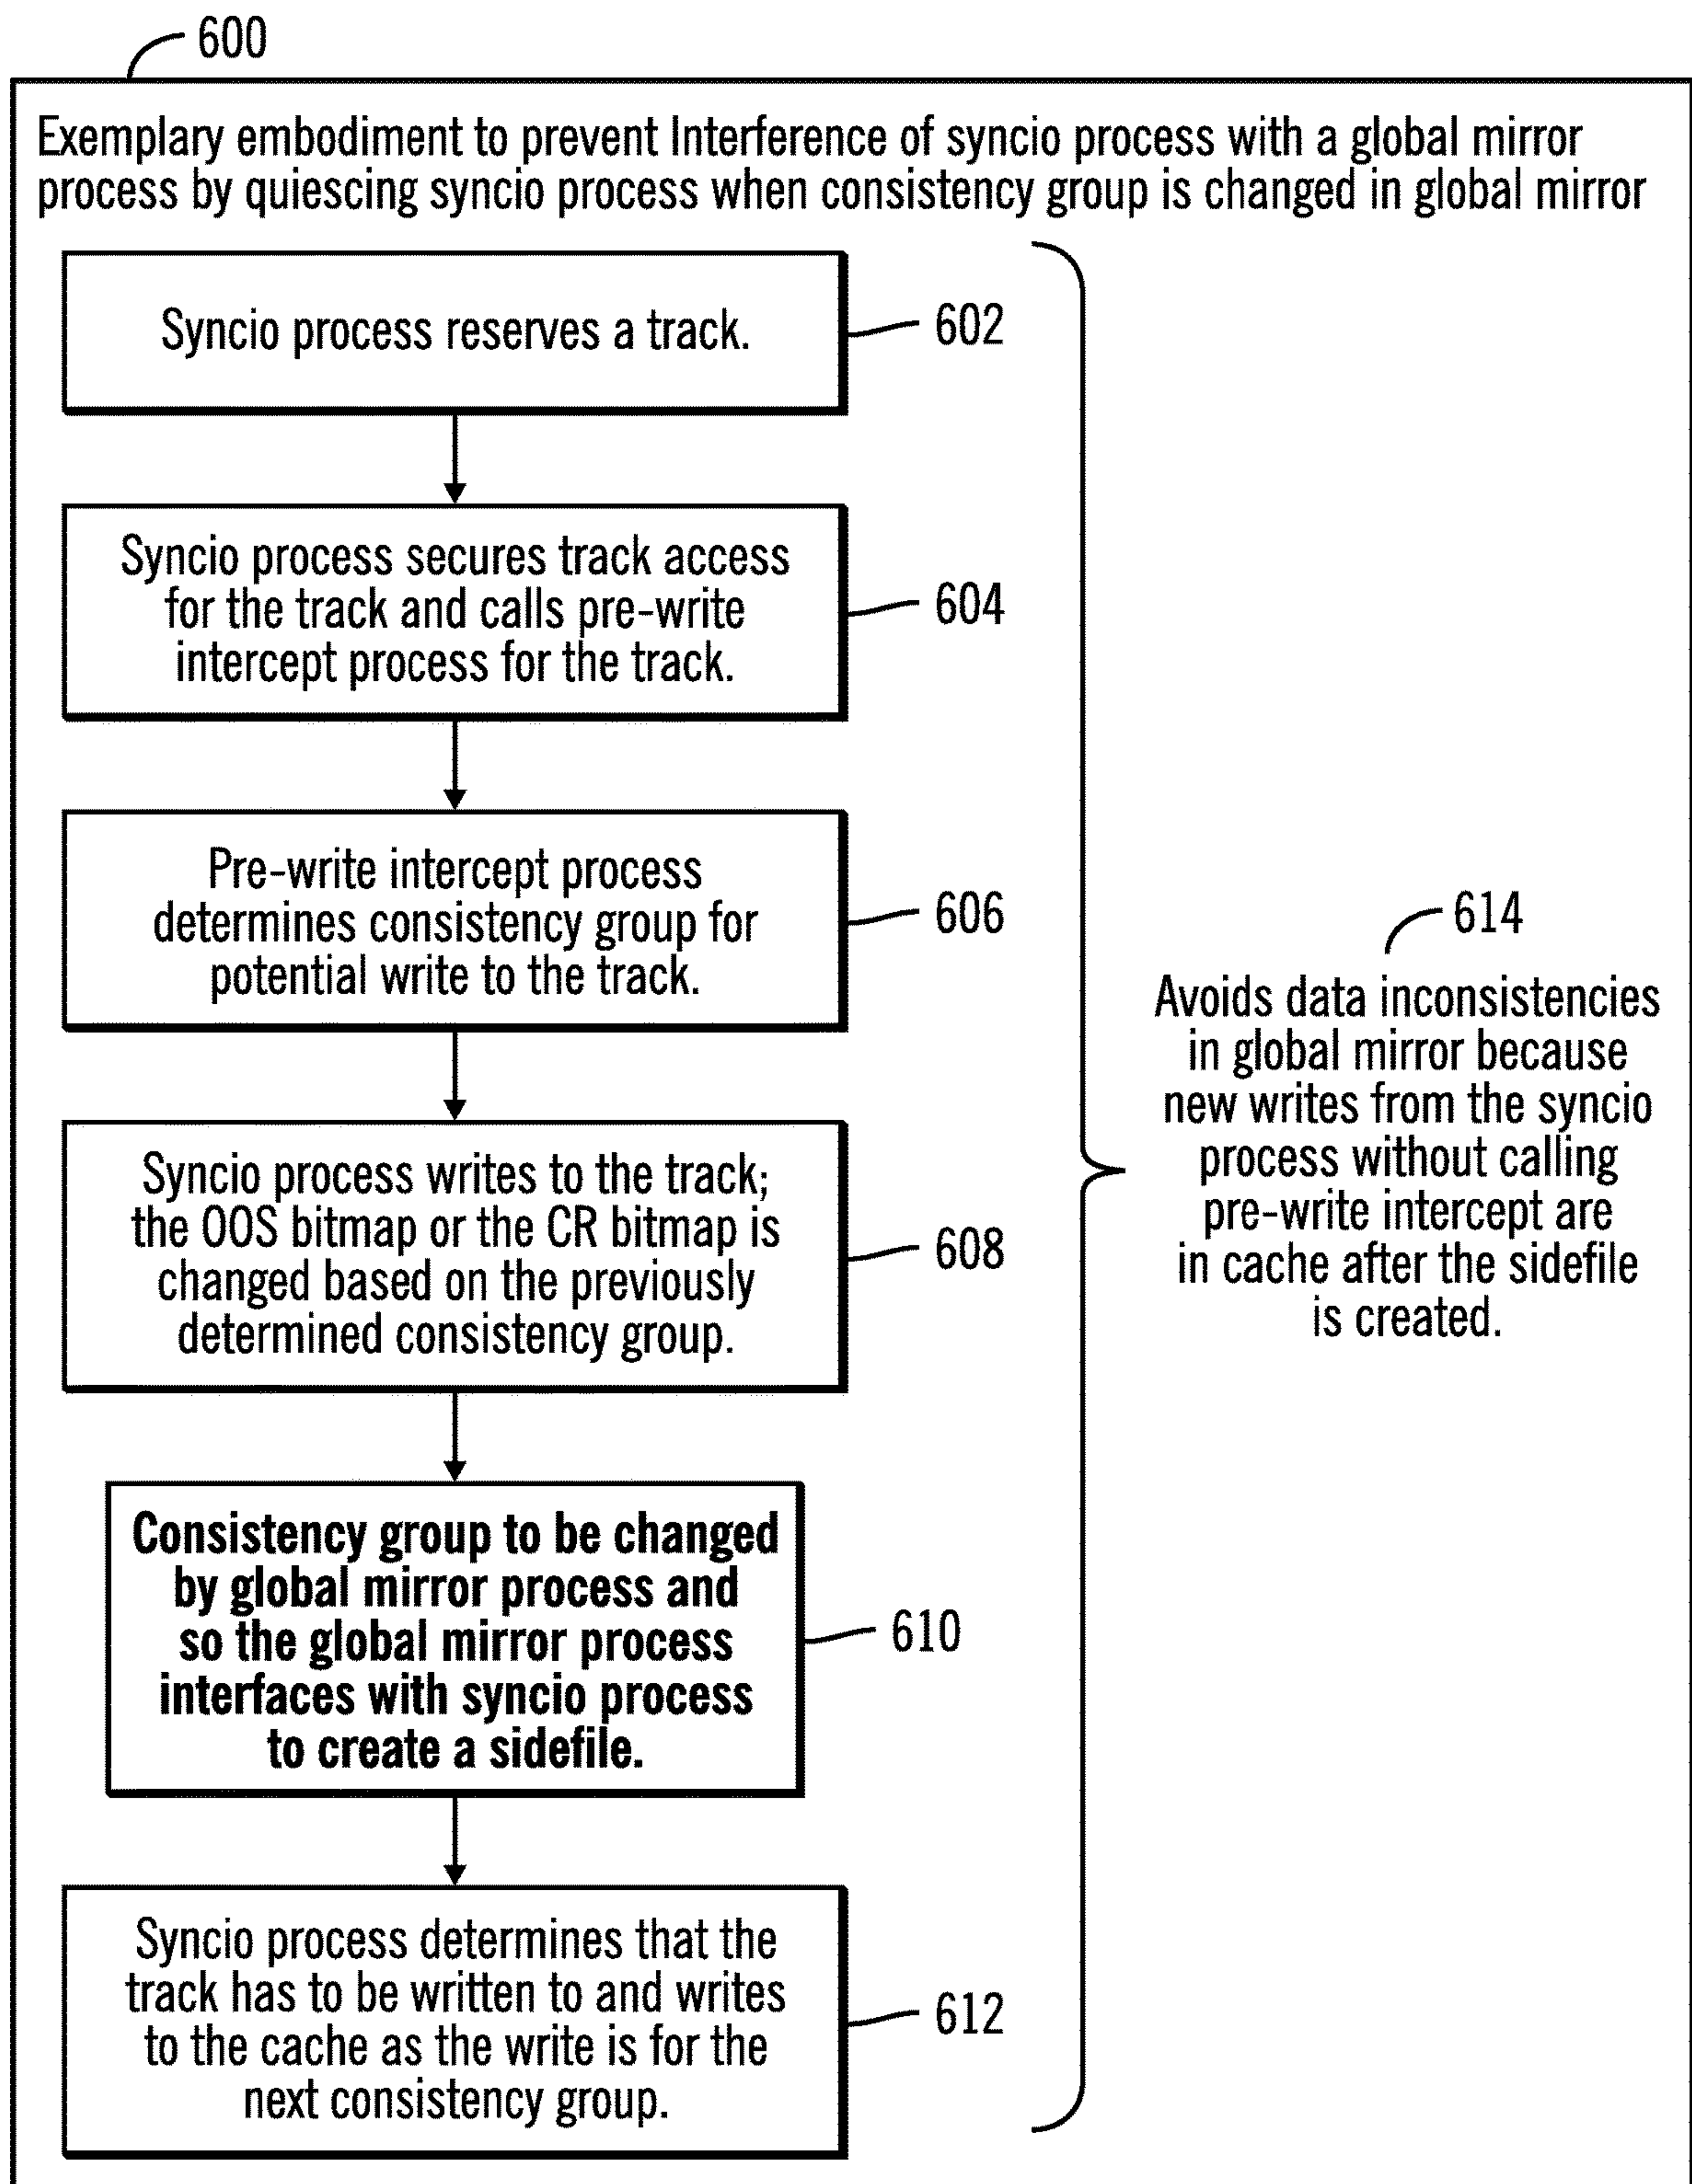 600
Exemplary embodiment to prevent Interference of syncio process with a global mirror
process by quiescing syncio process when consistency group is changed in global mirror
Syncio process reserves a track.
602
Syncio process secures track access
for the track and calls pre-write
intercept process for the track.
604
Pre-write intercept process
determines consistency group for
potential write to the track.
606
Syncio process writes to the track;
the OOS bitmap or the CR bitmap is
changed based on the previously
determined consistency group.
608
Consistency group to be changed
by global mirror process and
so the global mirror process
interfaces with syncio process
to create a sidefile.
610
Syncio process determines that the
track has to be written to and writes
to the cache as the write is for the
next consistency group.
612
614
Avoids data inconsistencies
in global mirror because
new writes from the syncio
process without calling
pre-write intercept are
in cache after the sidefile
is created.